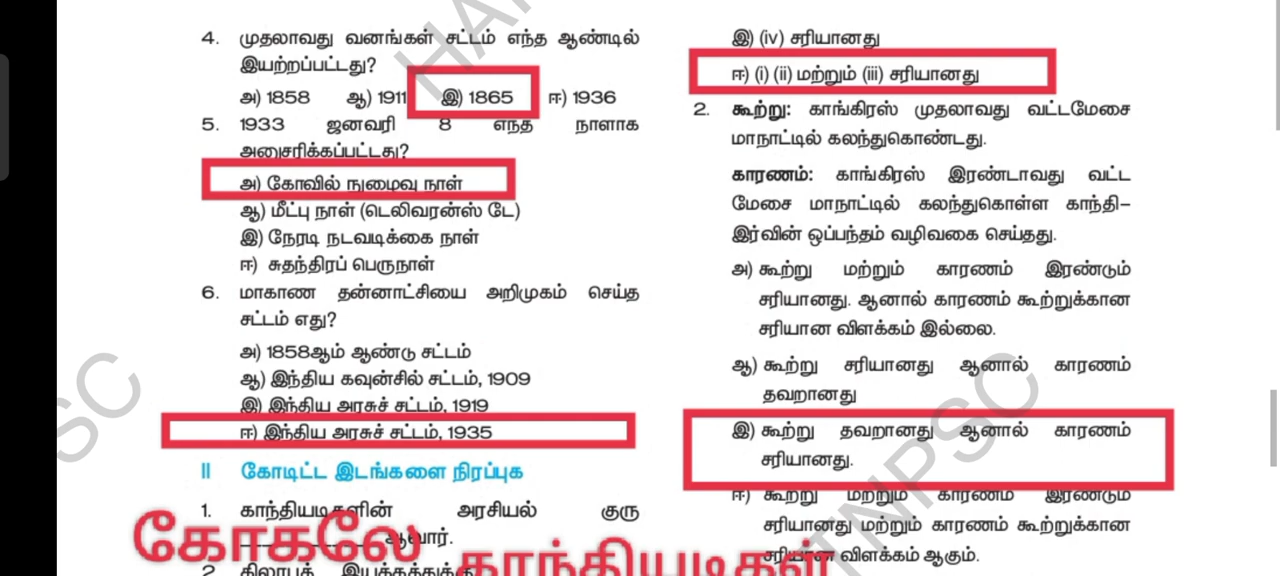 4. முதலாவது வனங்கள் சட்டம் எந்த ஆண்டில்
இயற்றப்பட்டது?
அ) 1858 ஆ) 1911 இ) 1865 ஈ) 1936
5. 1933 ஜனவரி 8 எந்த நாளாக
அனுசரிக்கப்பட்டது?
அ) கோவில் நுழைவு நாள்
ஆ) மீட்பு நாள் (டெலிவரன்ஸ் டே)
இ) நேரடி நடவடிக்கை நாள்
ஈ) சுதந்திரப் பெருநாள்
6. மாகாண தன்னாட்சியை அறிமுகம் செய்த
சட்டம் எது?
அ) 1858ஆம் ஆண்டு சட்டம்
ஆ) இந்திய கவுன்சில் சட்டம், 1909
இ) இந்திய அரசுச் சட்டம், 1919
ஈ) இந்திய அரசுச் சட்டம், 1935
II கோடிட்ட இடங்களை நிரப்புக
1. காந்தியடிகளின் அரசியல் குரு
ஆவார்.
கோகலே
காந்தியடிகள்
2.
இ) (iv) சரியானது
ஈ) (i) (ii) மற்றும் (iii) சரியானது
2. கூற்று: காங்கிரஸ் முதலாவது வட்டமேசை
மாநாட்டில் கலந்துகொண்டது.
காரணம்: காங்கிரஸ் இரண்டாவது வட்ட
மேசை மாநாட்டில் கலந்துகொள்ள காந்தி–
இர்வின் ஒப்பந்தம் வழிவகை செய்தது.
அ) கூற்று மற்றும் காரணம் இரண்டும்
சரியானது. ஆனால் காரணம் கூற்றுக்கான
சரியான விளக்கம் இல்லை.
ஆ) கூற்று சரியானது ஆனால் காரணம்
தவறானது
இ) கூற்று தவறானது ஆனால் காரணம்
சரியானது.
ஈ) கூற்று மற்றும் காரணம் இரண்டும்
சரியானது மற்றும் காரணம் கூற்றுக்கான
சரியான விளக்கம் ஆகும்.